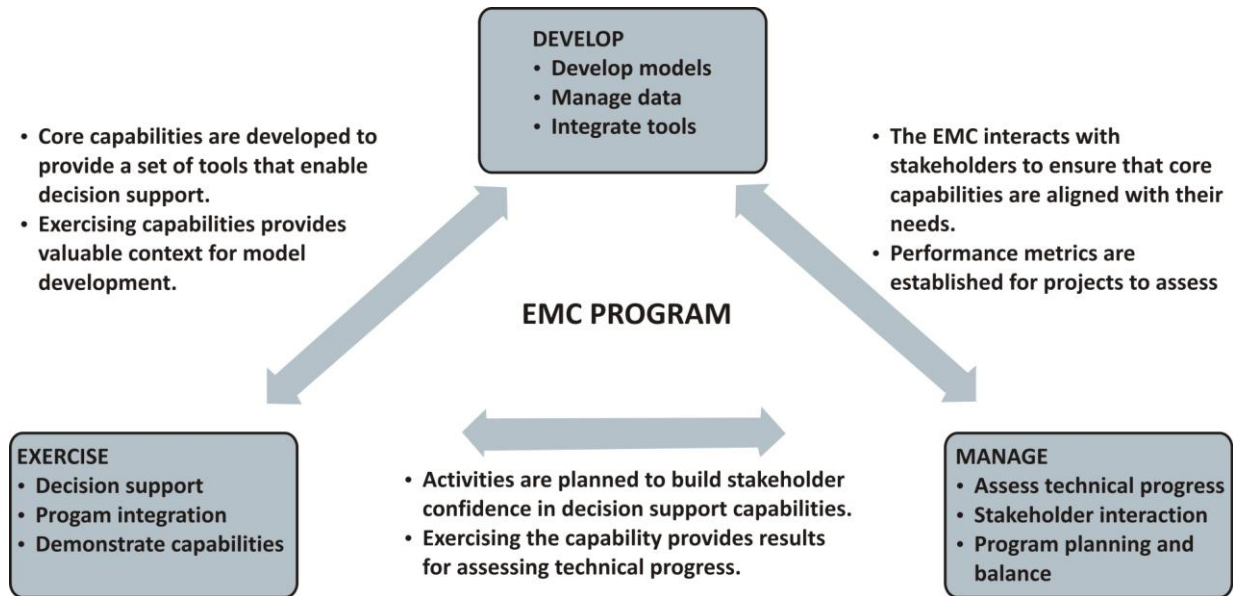 DEVELOP
• Develop models
• Manage data
• Integrate tools
• Core capabilities are developed to
provide a set of tools that enable
decision support.
• Exercising capabilities provides
valuable context for model
development.
• The EMC interacts with
stakeholders to ensure that core
capabilities are aligned with their
needs.
• Performance metrics are
established for projects to assess
EMC PROGRAM
EXERCISE
• Decision support
• Progam integration
• Demonstrate capabilities
• Activities are planned to build stakeholder
confidence in decision support capabilities.
• Exercising the capability provides results
for assessing technical progress.
MANAGE
• Assess technical progress
• Stakeholder interaction
• Program planning and
balance